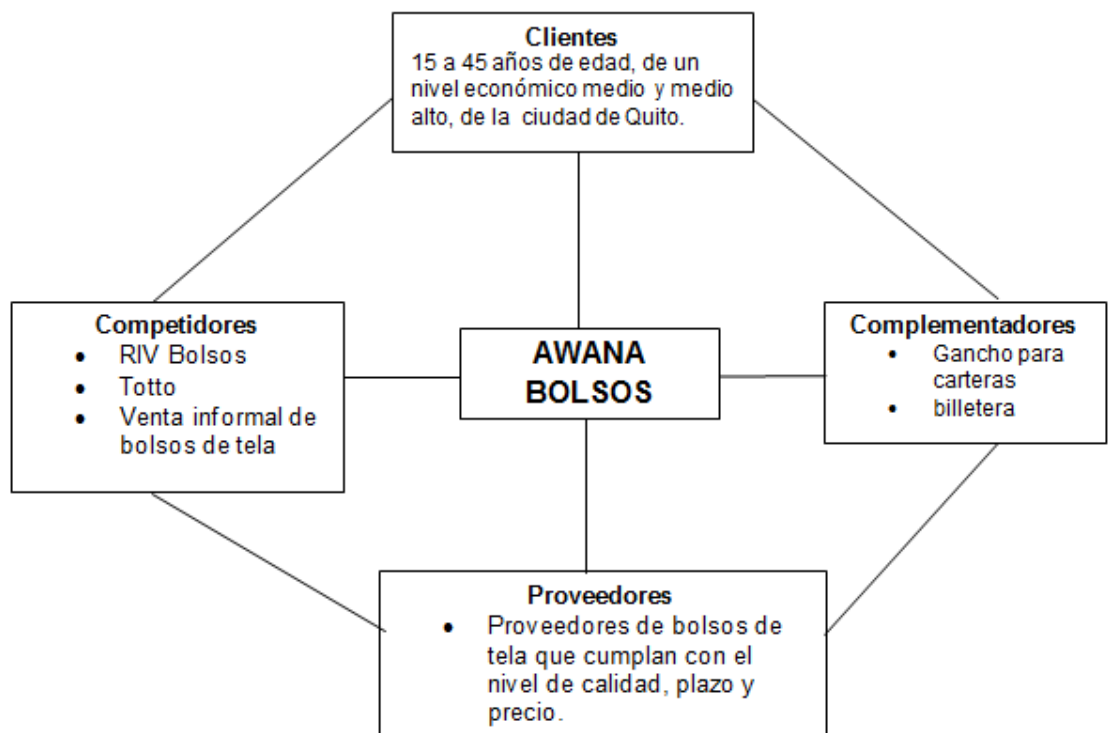 Clientes
15 a 45 años de edad, de un
nivel económico medio y medio
alto, de la ciudad de Quito.
Competidores
• RIV Bolsos
• Totto
• Venta informal de
bolsos de tela
AWANA
BOLSOS
Complementadores
• Gancho para
carteras
• billetera
Proveedores
• Proveedores de bolsos de
tela que cumplan con el
nivel de calidad, plazo y
precio.